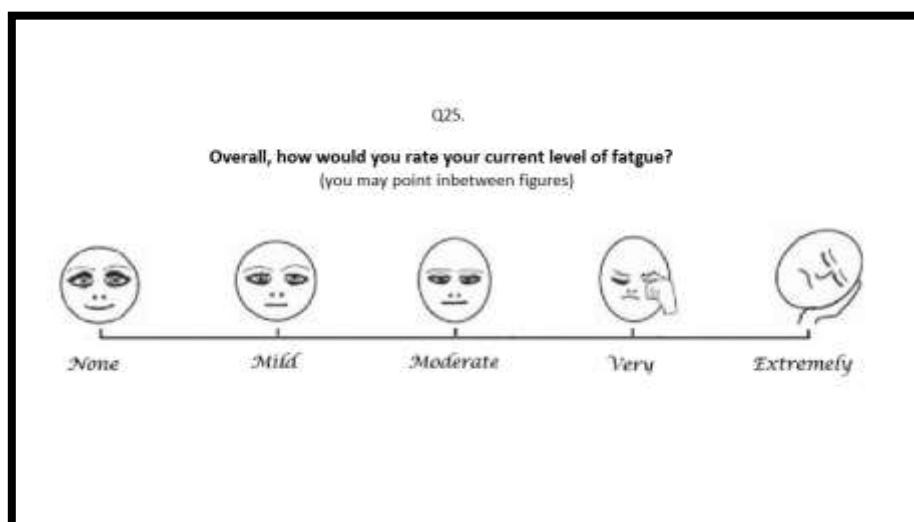 Q25.
Overall, how would you rate your current level of fatgue?
(you may point inbetween figures)
None Mild Moderate Very Extremely